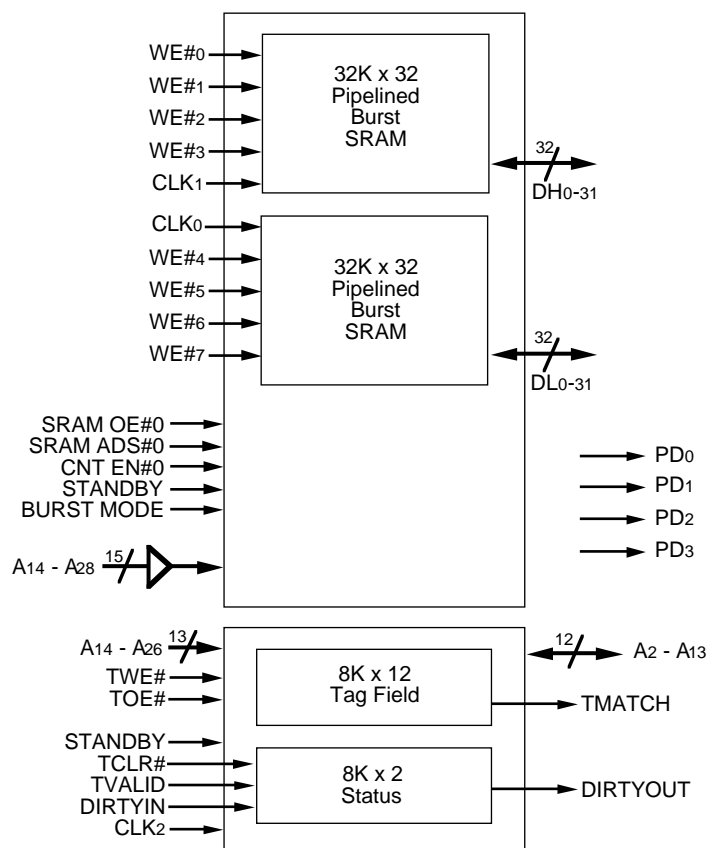 WE#0
WE#1
WE#2
WE#3
CLK1
32K x 32
Pipelined
Burst
SRAM
32
DH0-31
CLK0
WE#4
WE#5
WE#6
WE#7
32K x 32
Pipelined
Burst
SRAM
32
DL0-31
SRAM OE#0
SRAM ADS#0
CNT EN#0
STANDBY
BURST MODE
A14 - A28
15
PD0
PD1
PD2
PD3
A14 - A26
13
TWE#
TOE#
8K x 12
Tag Field
12
A2 - A13
TMATCH
STANDBY
TCLR#
TVALID
DIRTYIN
CLK2
8K x 2
Status
DIRTYOUT